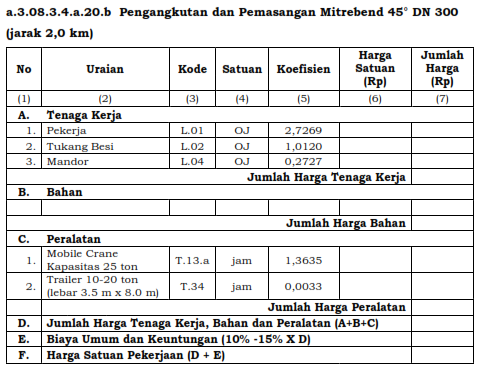 a.3.08.3.4.a.20.b Pengangkutan dan Pemasangan Mitrebend 45° DN 300
(jarak 2,0 km)
No Uraian Kode Satuan Koefisien Harga Satuan (Rp) Jumlah Harga (Rp)
(1) (2) (3) (4) (5) (6) (7)
A. Tenaga Kerja
1. Pekerja L.01 OJ 2,7269
2. Tukang Besi L.02 OJ 1,0120
3. Mandor L.04 OJ 0,2727
Jumlah Harga Tenaga Kerja
B. Bahan
Jumlah Harga Bahan
C. Peralatan
1. Mobile Crane Kapasitas 25 ton T.13.a jam 1,3635
2. Trailer 10-20 ton (lebar 3.5 m x 8.0 m) T.34 jam 0,0033
Jumlah Harga Peralatan
D. Jumlah Harga Tenaga Kerja, Bahan dan Peralatan (A+B+C)
E. Biaya Umum dan Keuntungan (10% -15% X D)
F. Harga Satuan Pekerjaan (D + E)